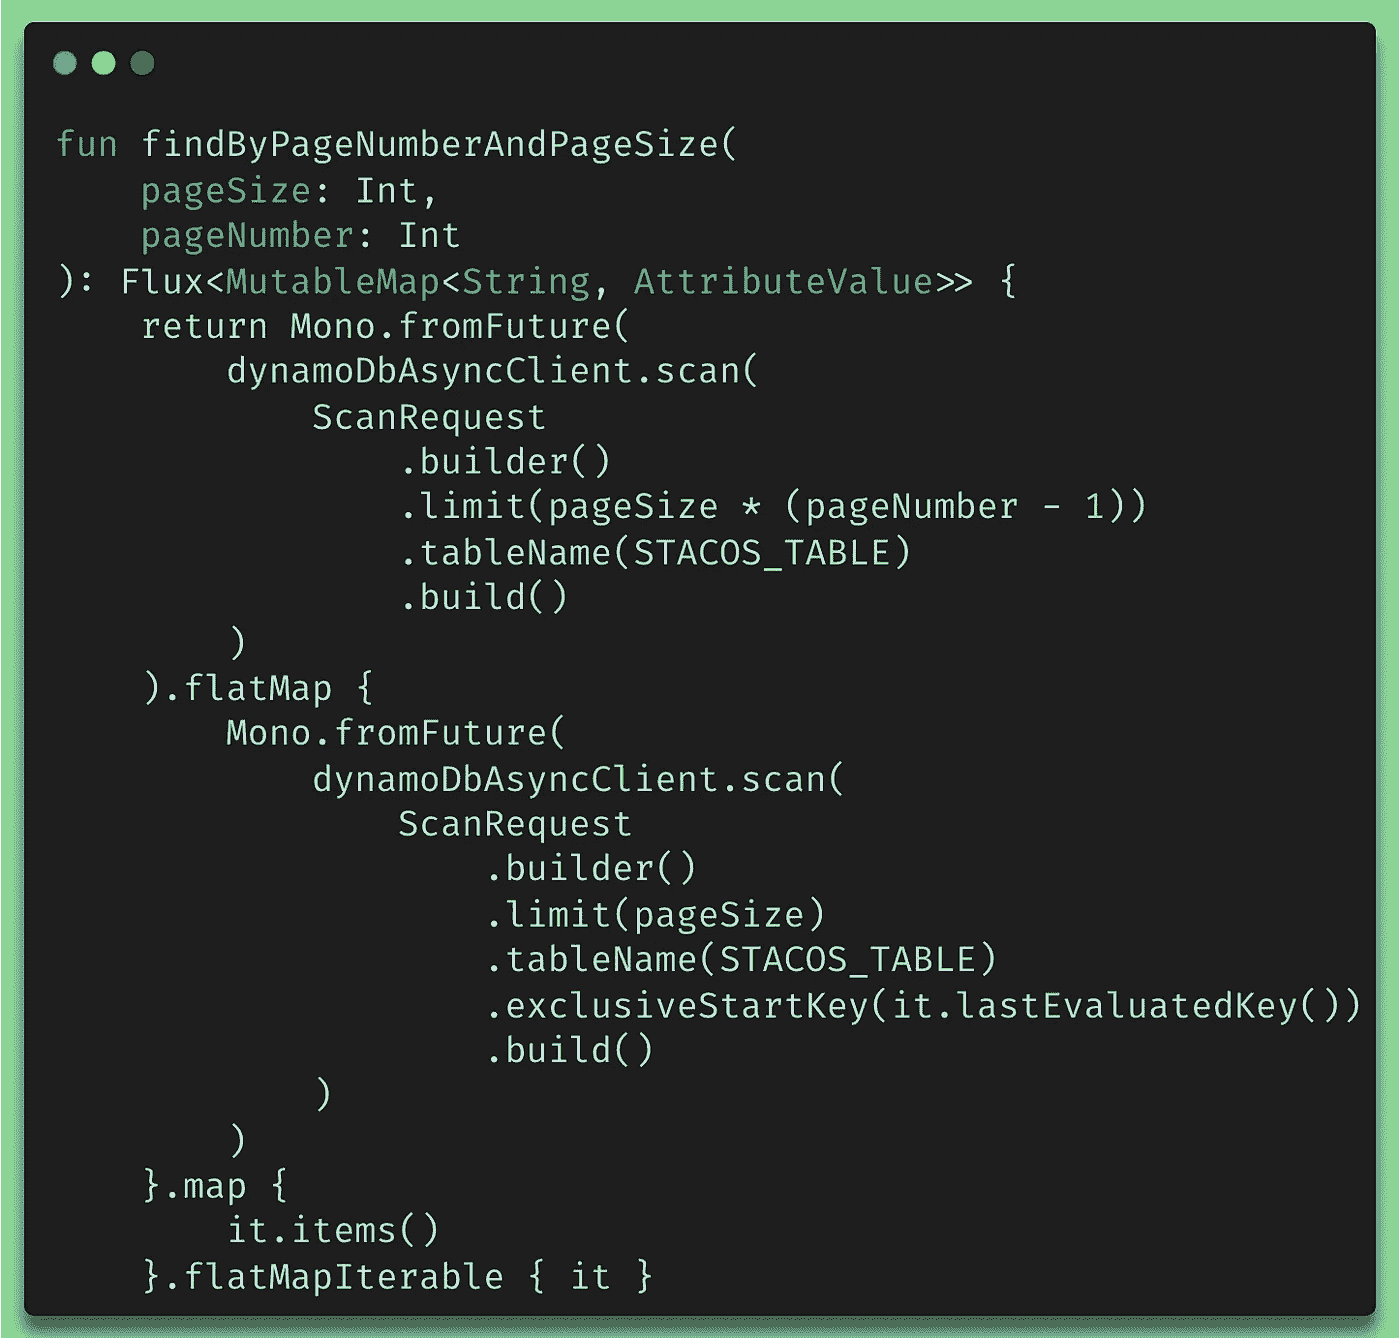 fun findByPageNumberAndPageSize(
    pageSize: Int,
    pageNumber: Int
): Flux<MutableMap<String, AttributeValue>> {
    return Mono.fromFuture(
        dynamoDbAsyncClient.scan(
            ScanRequest
                .builder()
                .limit(pageSize * (pageNumber - 1))
                .tableName(STACOS_TABLE)
                .build()
        )
    ).flatMap {
        Mono.fromFuture(
            dynamoDbAsyncClient.scan(
                ScanRequest
                    .builder()
                    .limit(pageSize)
                    .tableName(STACOS_TABLE)
                    .exclusiveStartKey(it.lastEvaluatedKey())
                    .build()
            )
        )
    }.map {
        it.items()
    }.flatMapIterable { it }